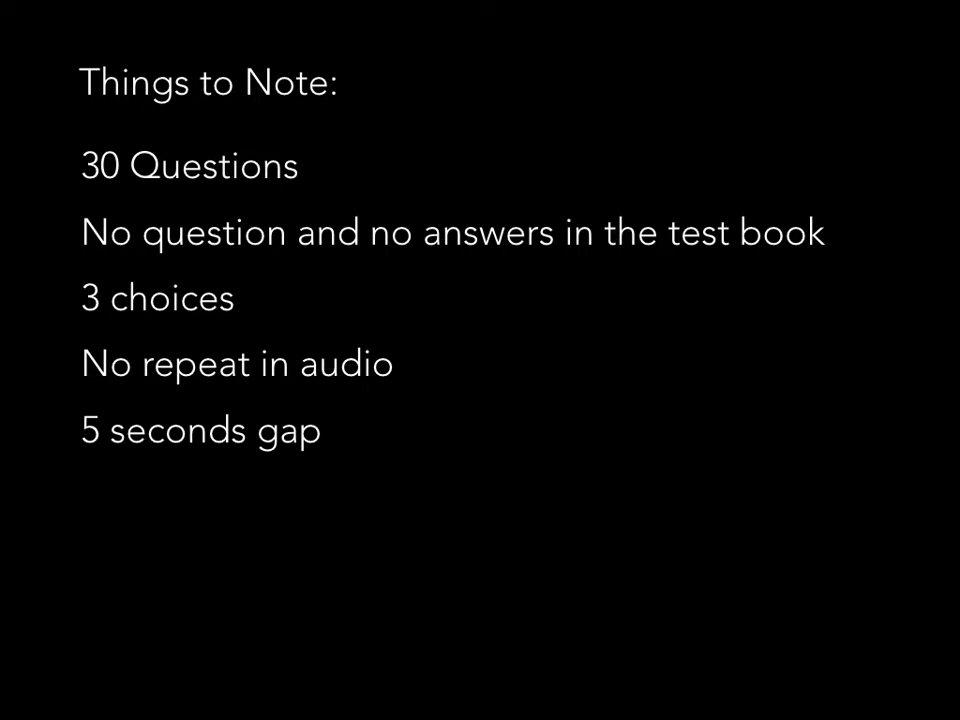 Things to Note:
30 Questions
No question and no answers in the test book
3 choices
No repeat in audio
5 seconds gap